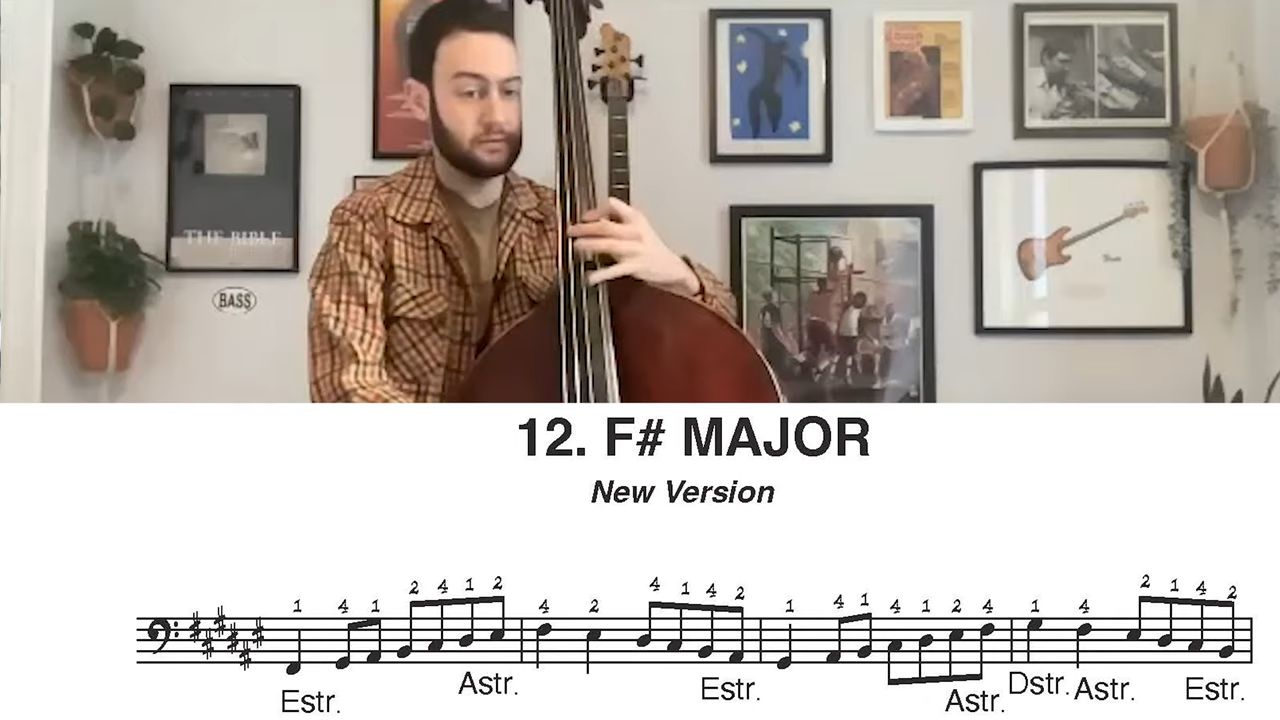 THE BIBLE
BASS
12. F# MAJOR
New Version
1 4 1 2 4 1 2 4 2 4 1 4 2 1 4 1 4 1 2 4 1 4 2 1 4 2
Estr. Astr. Estr. Astr. Dstr. Astr. Estr.